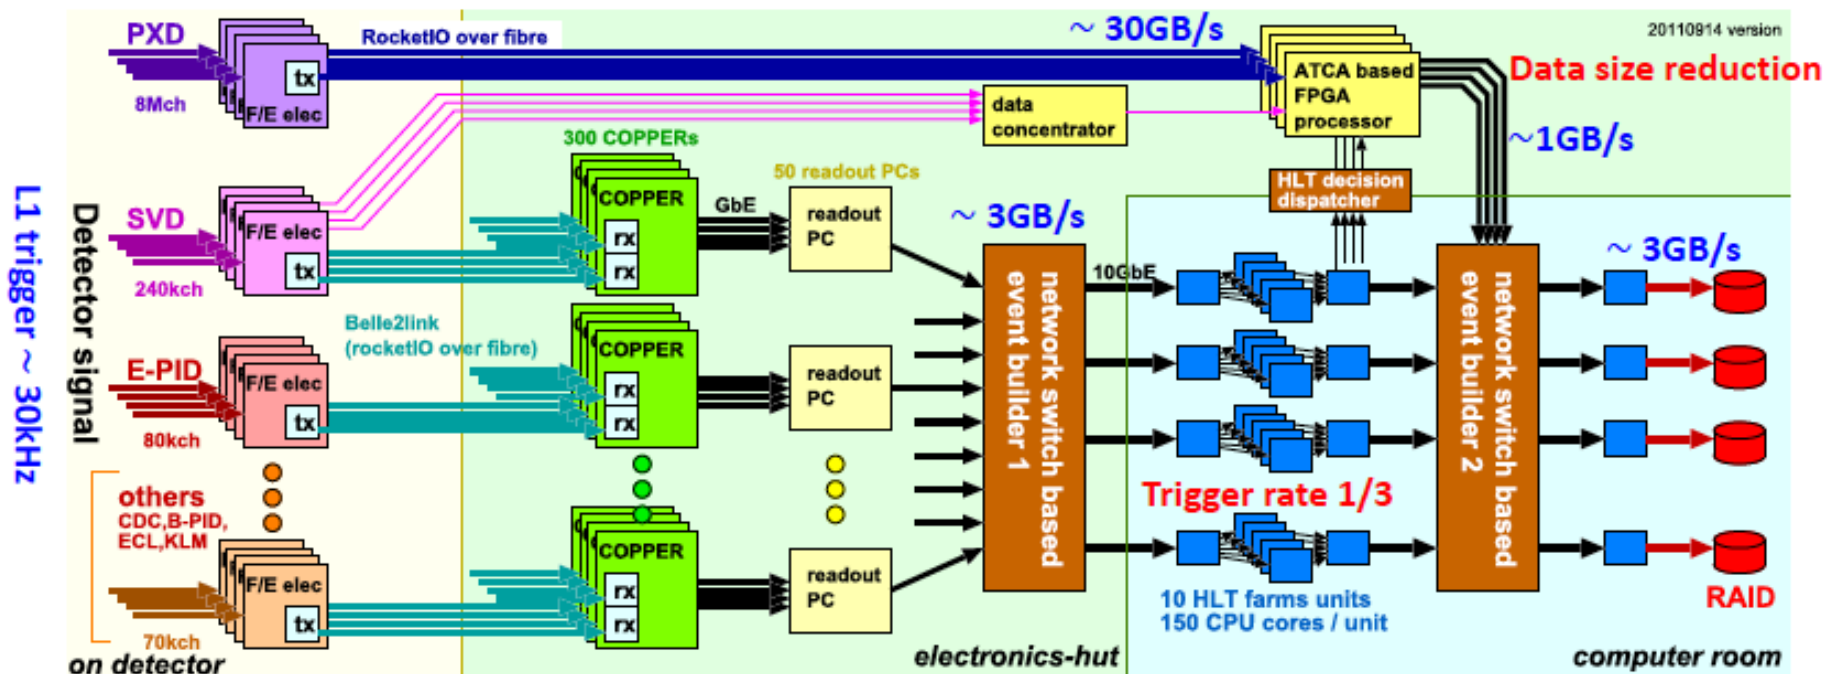 L1 trigger ~ 30kHz
Detector signal
PXD
8Mch
tx
F/E elec
RocketIO over fibre
~ 30GB/s
20110914 version
ATCA based
FPGA
processor
Data size reduction
~1GB/s
data
concentrator
SVD
240kch
F/E elec
tx
300 COPPERs
COPPER
rx
rx
GbE
50 readout PCs
readout
PC
~ 3GB/s
HLT decision
dispatcher
10GbE
~ 3GB/s
E-PID
80kch
F/E elec
tx
Belle2link
(rocketIO over fibre)
COPPER
rx
rx
readout
PC
network switch based
event builder 1
network switch based
event builder 2
others
CDC,B-PID,
ECL,KLM
70kch
F/E elec
tx
COPPER
rx
rx
readout
PC
Trigger rate 1/3
10 HLT farms units
150 CPU cores / unit
RAID
on detector
electronics-hut
computer room